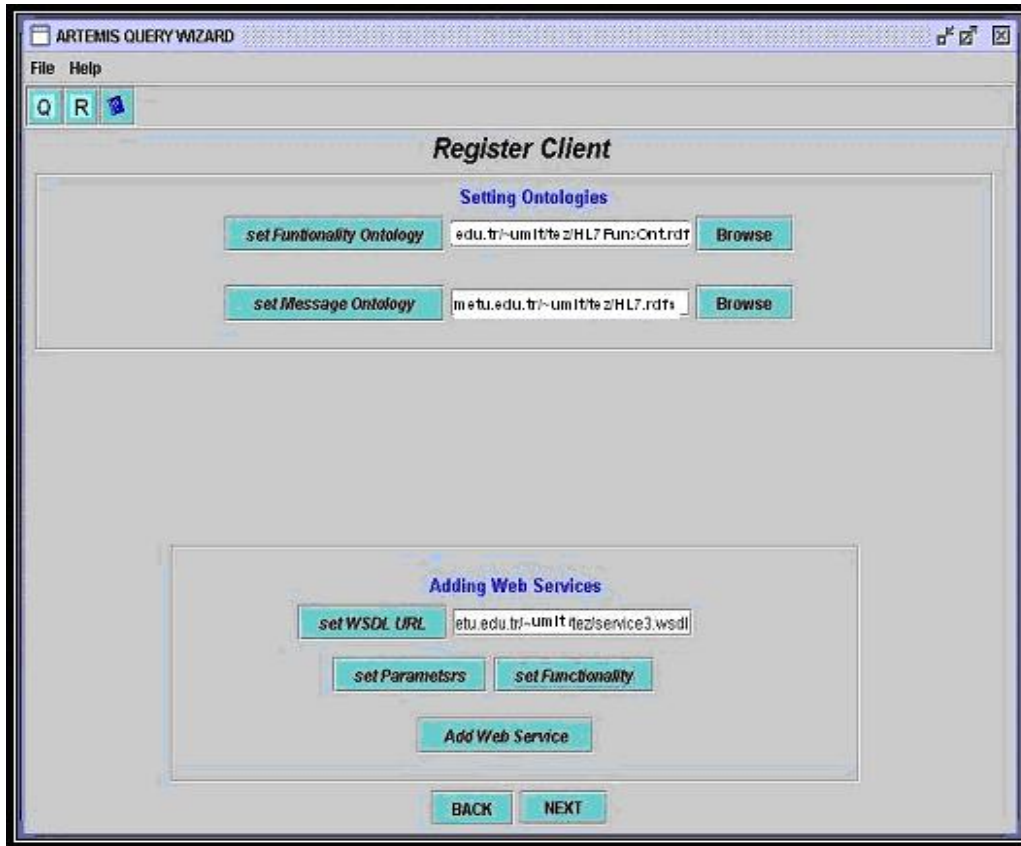 ARTEMIS QUERY WIZARD
File Help
Q R
Register Client
Setting Ontologies
set Funtionality Ontology edu.tr/~umit/tez/HL7FuncOnt.rdf Browse
set Message Ontology metu.edu.tr/~umit/tez/HL7.rdfs Browse
Adding Web Services
set WSDL URL etu.edu.tr/~umit/tez/service3.wsdl
set Parametsrs set Functionality
Add Web Service
BACK NEXT